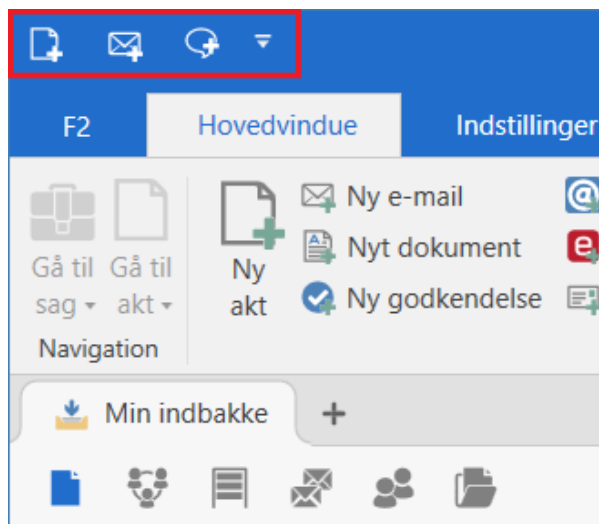 F2 Hovedvindue Indstillinger
Gå til sag
Gå til akt
Ny akt
Ny e-mail
Nyt dokument
Ny godkendelse
Navigation
Min indbakke